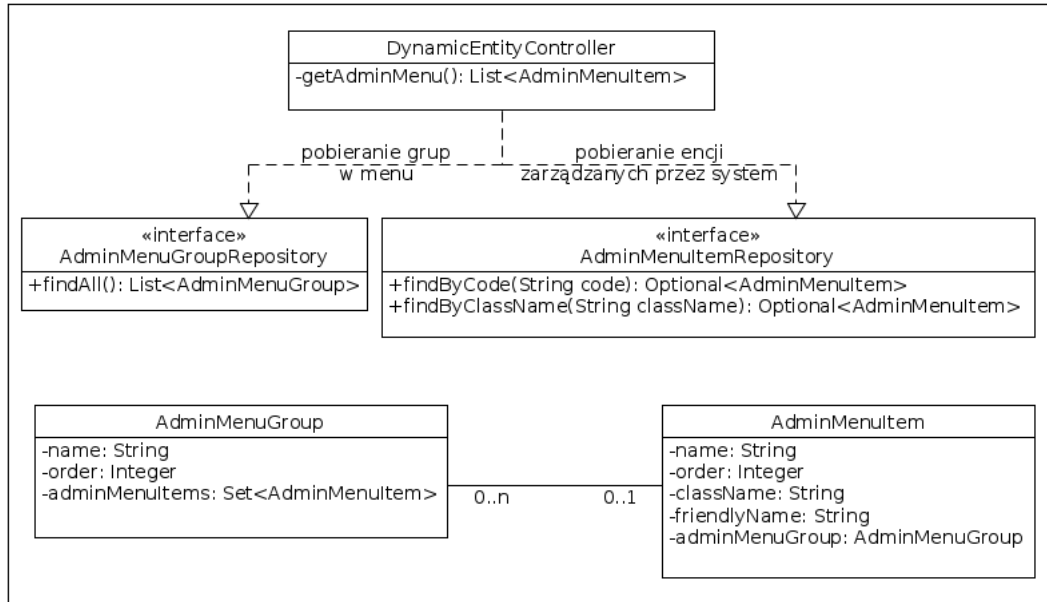 DynamicEntityController
-getAdminMenu(): List<AdminMenuItem>
pobieranie grup
w menu
pobieranie encji
zarządzanych przez system
«interface»
AdminMenuGroupRepository
+findAll(): List<AdminMenuGroup>
«interface»
AdminMenuItemRepository
+findByCode(String code): Optional<AdminMenuItem>
+findByClassName(String className): Optional<AdminMenuItem>
AdminMenuGroup
-name: String
-order: Integer
-adminMenuItems: Set<AdminMenuItem>
0..n
0..1
AdminMenuItem
-name: String
-order: Integer
-className: String
-friendlyName: String
-adminMenuGroup: AdminMenuGroup